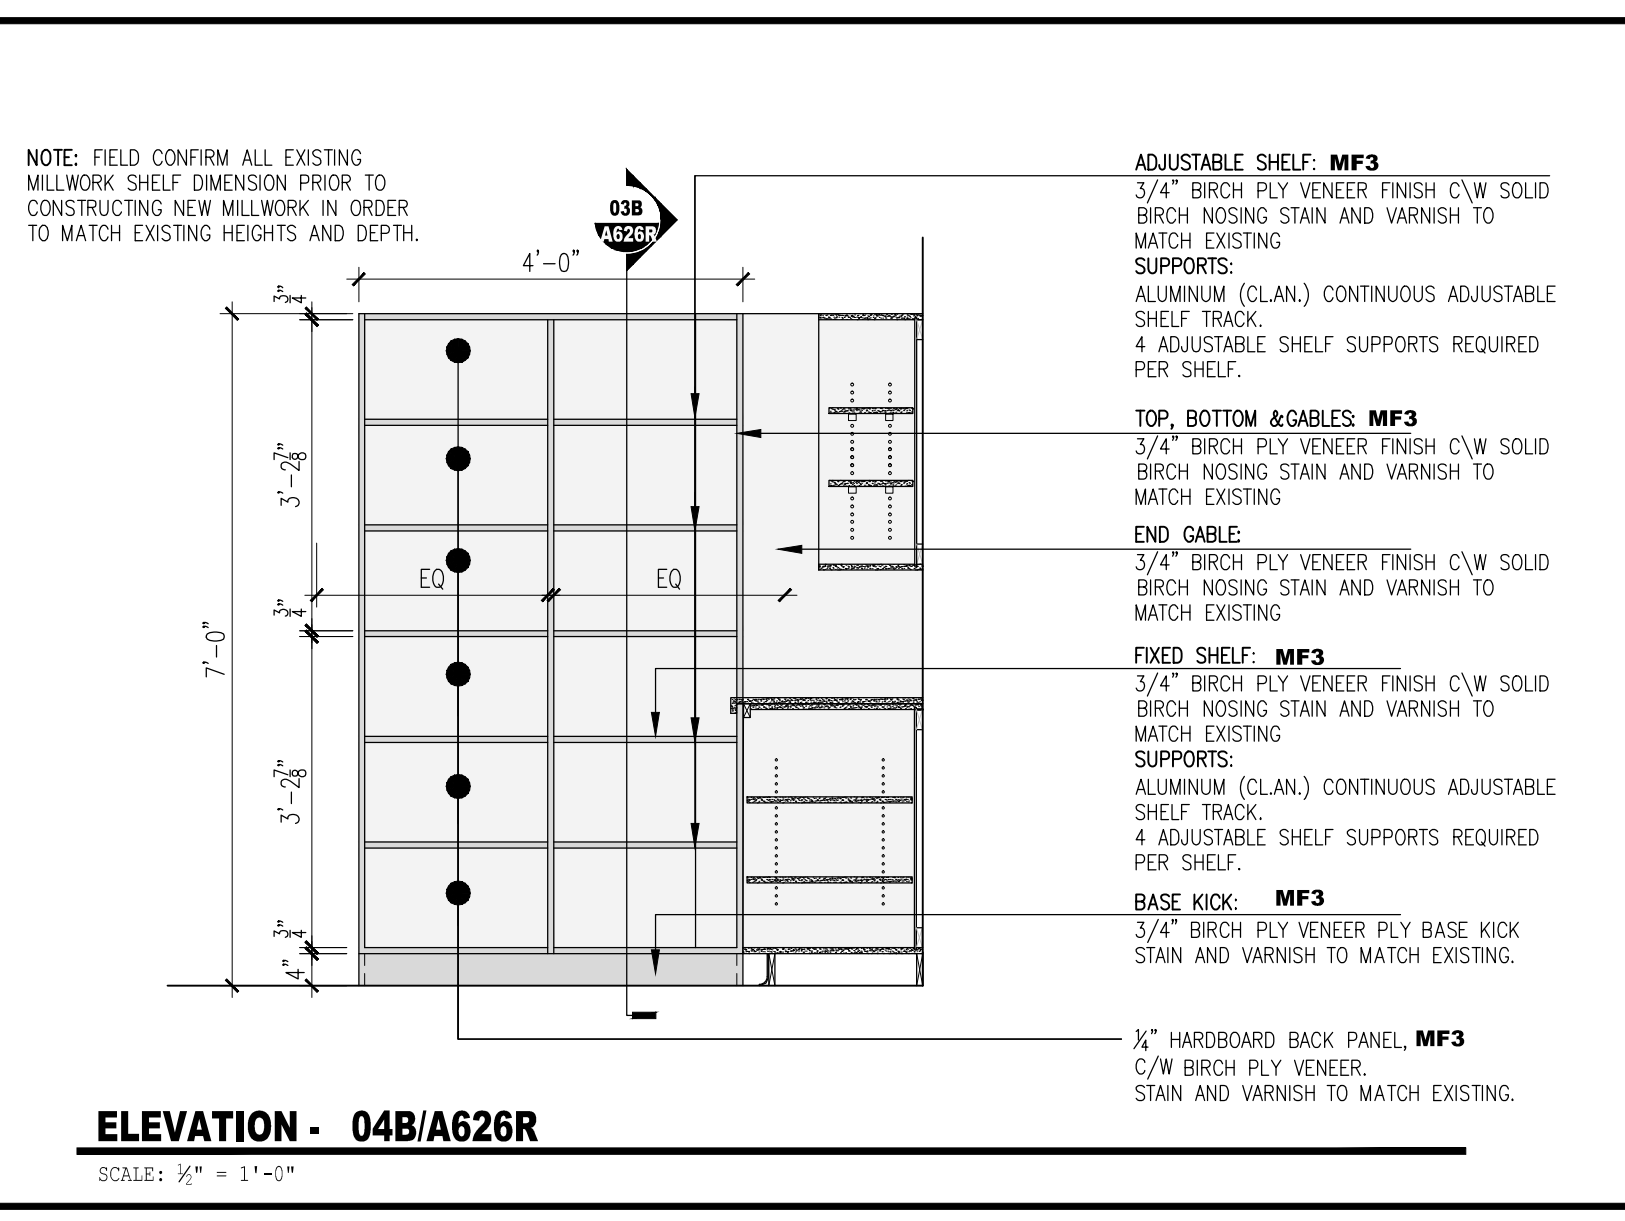 NOTE: FIELD CONFIRM ALL EXISTING
MILLWORK SHELF DIMENSION PRIOR TO
CONSTRUCTING NEW MILLWORK IN ORDER
TO MATCH EXISTING HEIGHTS AND DEPTH.
03B
A626R
4'-0"
3/4"
3'-2 7/8"
3/4"
7'-0"
3'-2 7/8"
3/4"
4"
EQ
EQ
ADJUSTABLE SHELF: MF3
3/4" BIRCH PLY VENEER FINISH C\W SOLID
BIRCH NOSING STAIN AND VARNISH TO
MATCH EXISTING
SUPPORTS:
ALUMINUM (CL.AN.) CONTINUOUS ADJUSTABLE
SHELF TRACK.
4 ADJUSTABLE SHELF SUPPORTS REQUIRED
PER SHELF.
TOP, BOTTOM &GABLES: MF3
3/4" BIRCH PLY VENEER FINISH C\W SOLID
BIRCH NOSING STAIN AND VARNISH TO
MATCH EXISTING
END GABLE:
3/4" BIRCH PLY VENEER FINISH C\W SOLID
BIRCH NOSING STAIN AND VARNISH TO
MATCH EXISTING
FIXED SHELF: MF3
3/4" BIRCH PLY VENEER FINISH C\W SOLID
BIRCH NOSING STAIN AND VARNISH TO
MATCH EXISTING
SUPPORTS:
ALUMINUM (CL.AN.) CONTINUOUS ADJUSTABLE
SHELF TRACK.
4 ADJUSTABLE SHELF SUPPORTS REQUIRED
PER SHELF.
BASE KICK: MF3
3/4" BIRCH PLY VENEER PLY BASE KICK
STAIN AND VARNISH TO MATCH EXISTING.
¼" HARDBOARD BACK PANEL, MF3
C/W BIRCH PLY VENEER.
STAIN AND VARNISH TO MATCH EXISTING.
ELEVATION - 04B/A626R
SCALE: ½" = 1'-0"